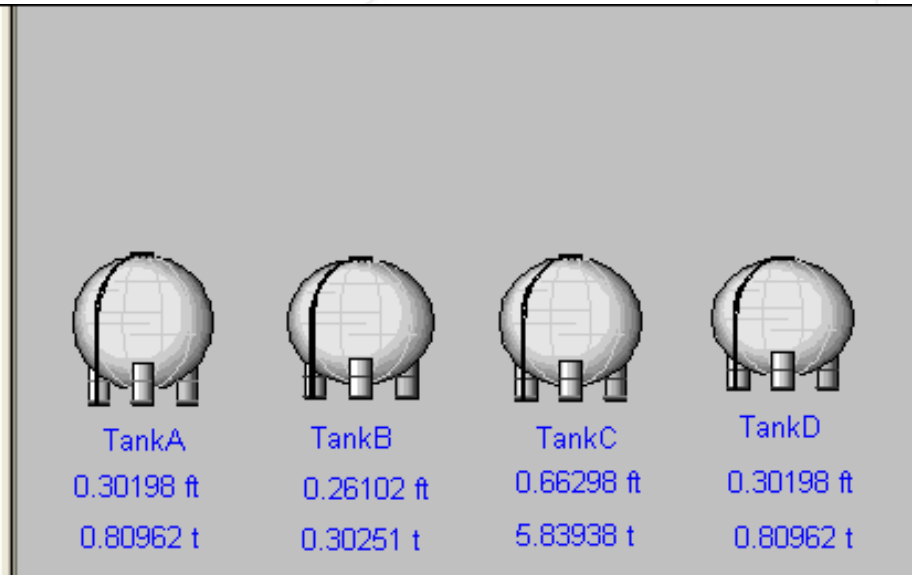 TankA TankB TankC TankD
0.30198 ft 0.26102 ft 0.66298 ft 0.30198 ft
0.80962 t 0.30251 t 5.83938 t 0.80962 t